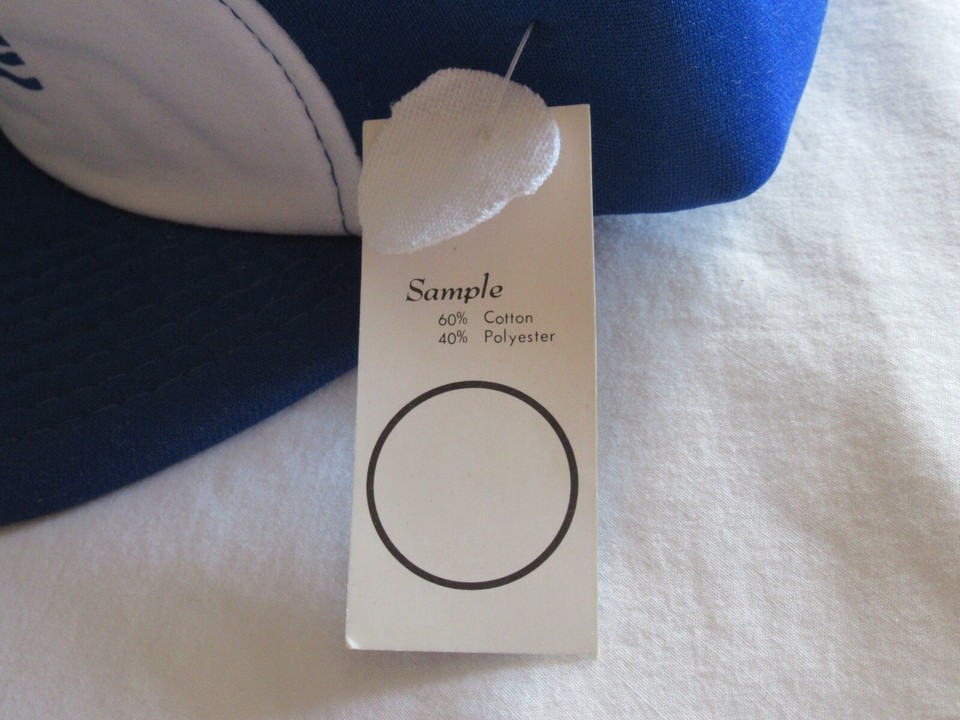 Sample
60% Cotton
40% Polyester